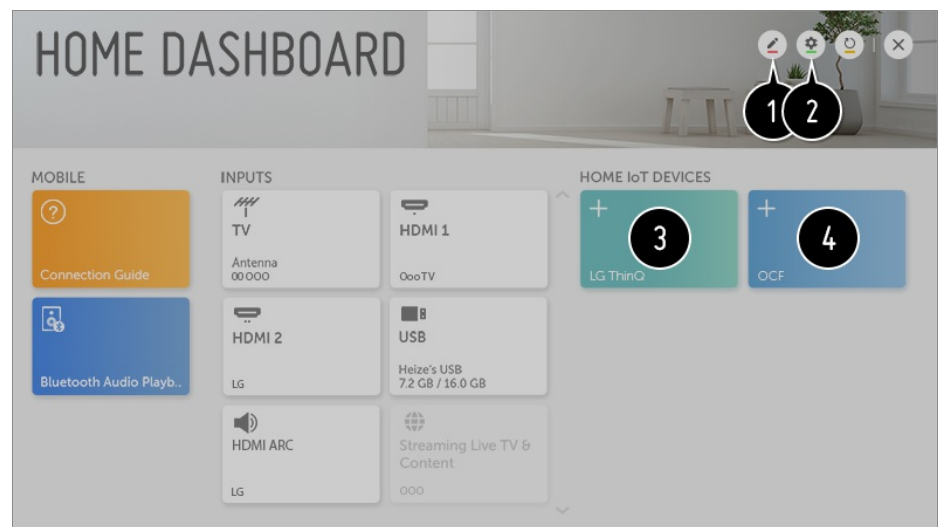 HOME DASHBOARD
1
2
MOBILE
Connection Guide
Bluetooth Audio Playb..
INPUTS
TV
Antenna
00 000
HDMI 1
OooTV
HDMI 2
LG
USB
Heize's USB
7.2 GB / 16.0 GB
HDMI ARC
LG
Streaming Live TV &
Content
000
HOME IoT DEVICES
3
LG ThinQ
4
OCF